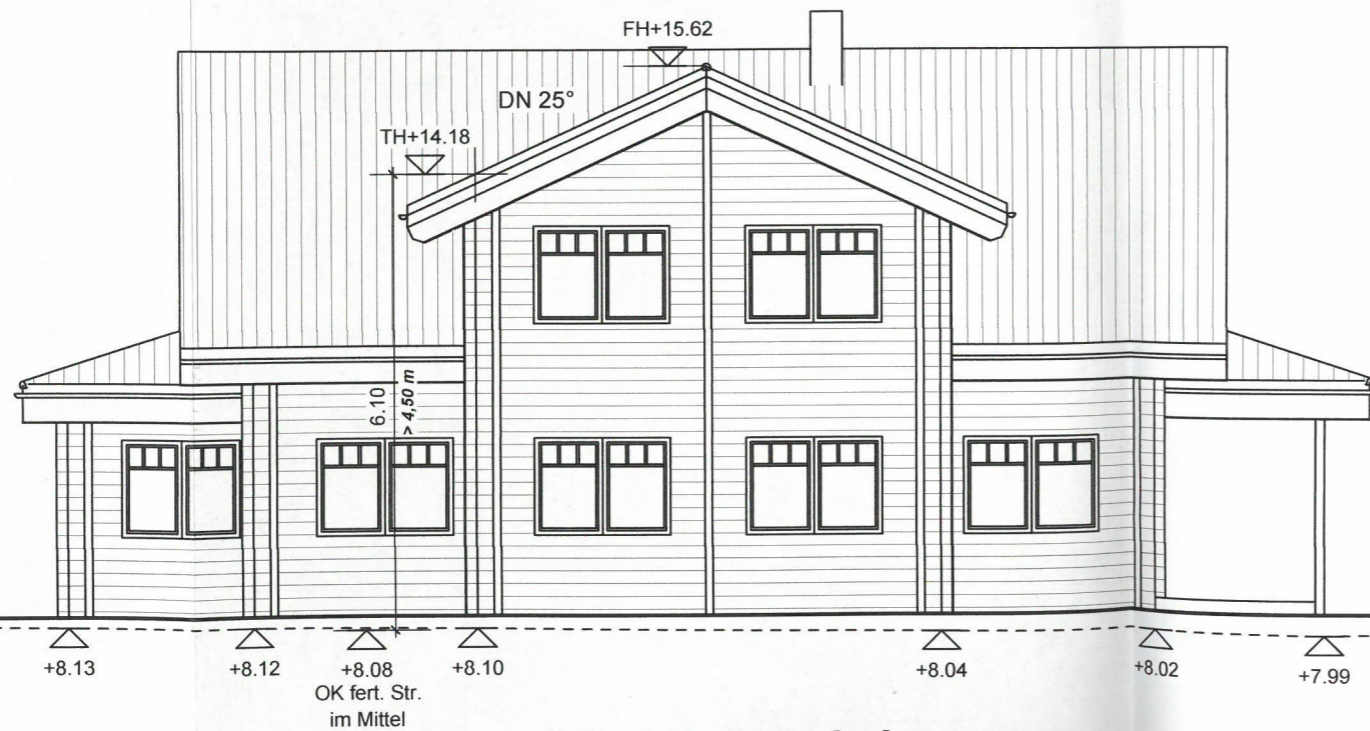 FH+15.62
DN 25°
TH+14.18
6.10
> 4,50 m
+8.13
+8.12
+8.08
+8.10
+8.04
+8.02
+7.99
OK fert. Str.
im Mittel